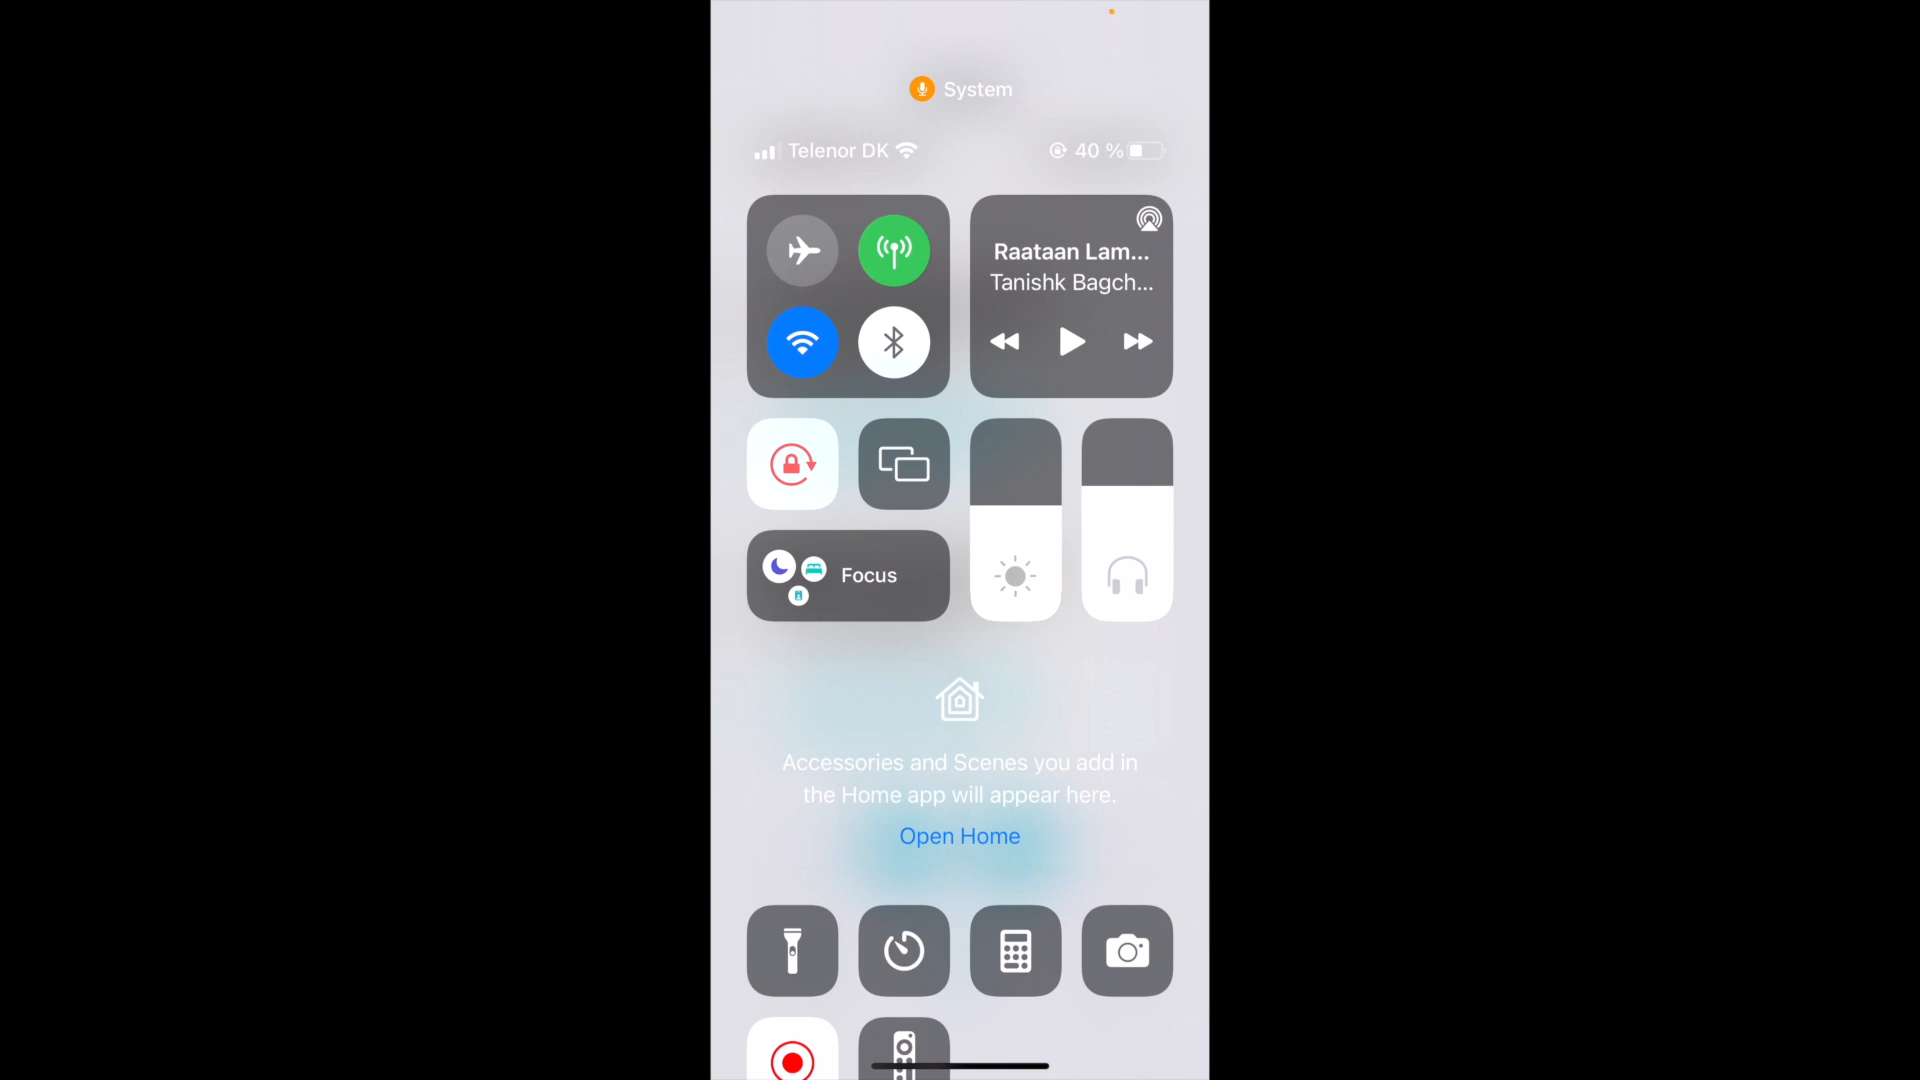 System
Telenor DK
40 %
Raataan Lam...
Tanishk Bagch...
Focus
Accessories and Scenes you add in
the Home app will appear here.
Open Home